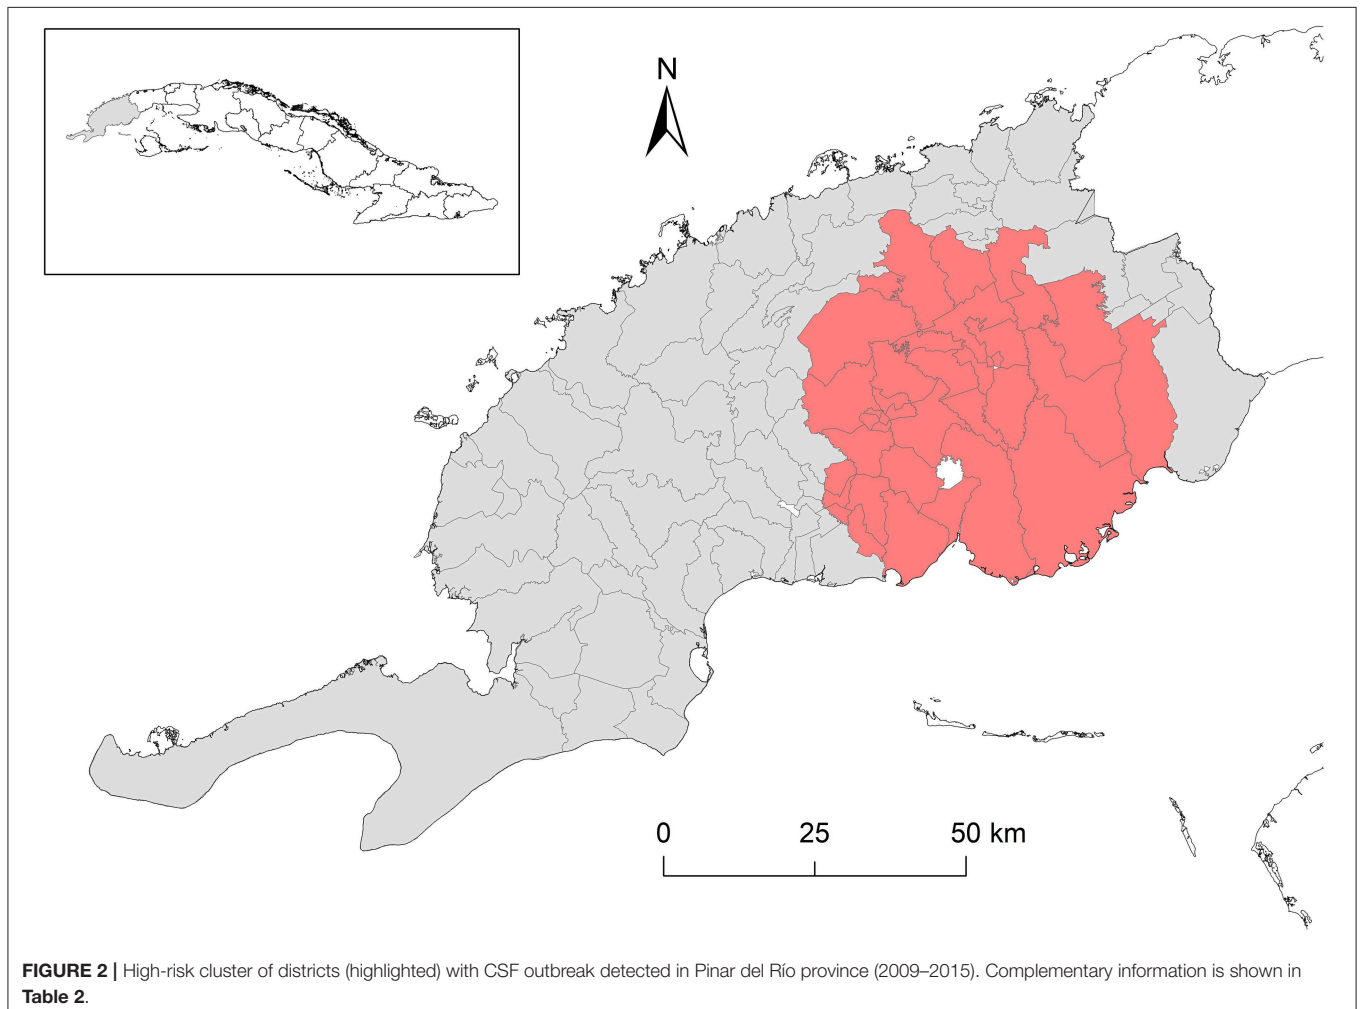 N
0 25 50 km
FIGURE 2 | High-risk cluster of districts (highlighted) with CSF outbreak detected in Pinar del Río province (2009–2015). Complementary information is shown in
Table 2.